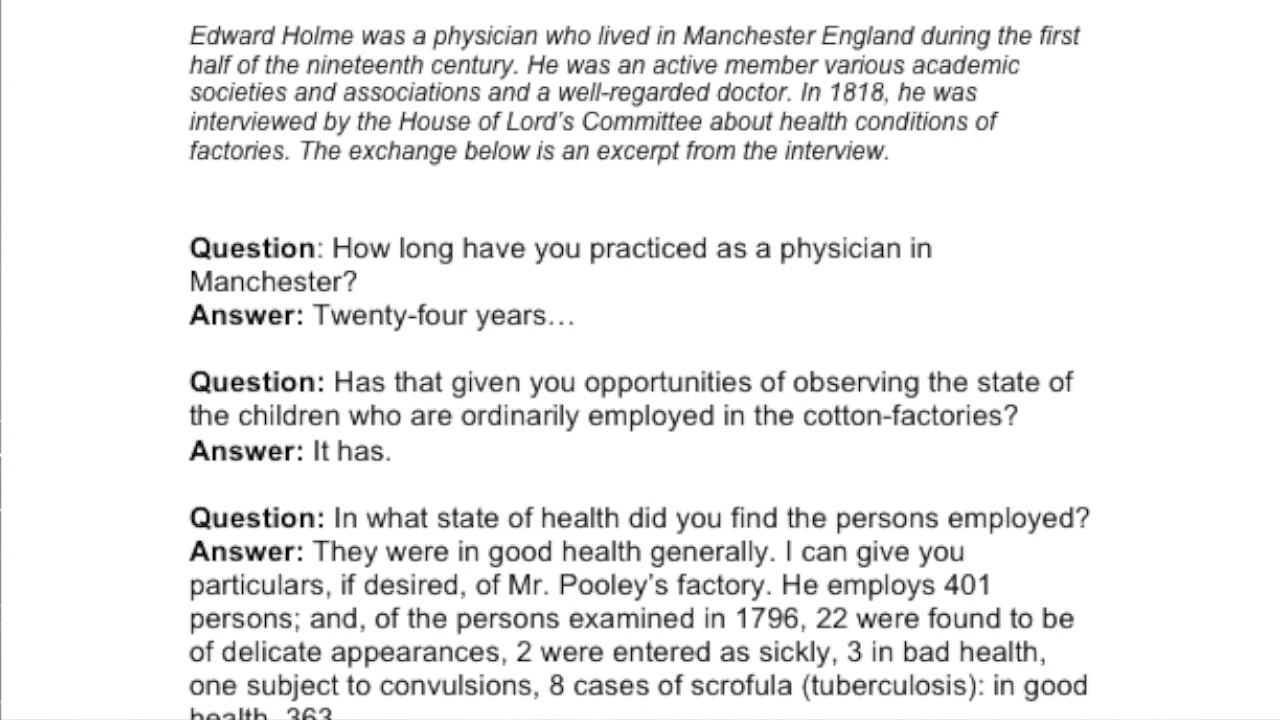 Edward Holme was a physician who lived in Manchester England during the first
half of the nineteenth century. He was an active member various academic
societies and associations and a well-regarded doctor. In 1818, he was
interviewed by the House of Lord's Committee about health conditions of
factories. The exchange below is an excerpt from the interview.
Question: How long have you practiced as a physician in
Manchester?
Answer: Twenty-four years…
Question: Has that given you opportunities of observing the state of
the children who are ordinarily employed in the cotton-factories?
Answer: It has.
Question: In what state of health did you find the persons employed?
Answer: They were in good health generally. I can give you
particulars, if desired, of Mr. Pooley's factory. He employs 401
persons; and, of the persons examined in 1796, 22 were found to be
of delicate appearances, 2 were entered as sickly, 3 in bad health,
one subject to convulsions, 8 cases of scrofula (tuberculosis): in good
health, 363